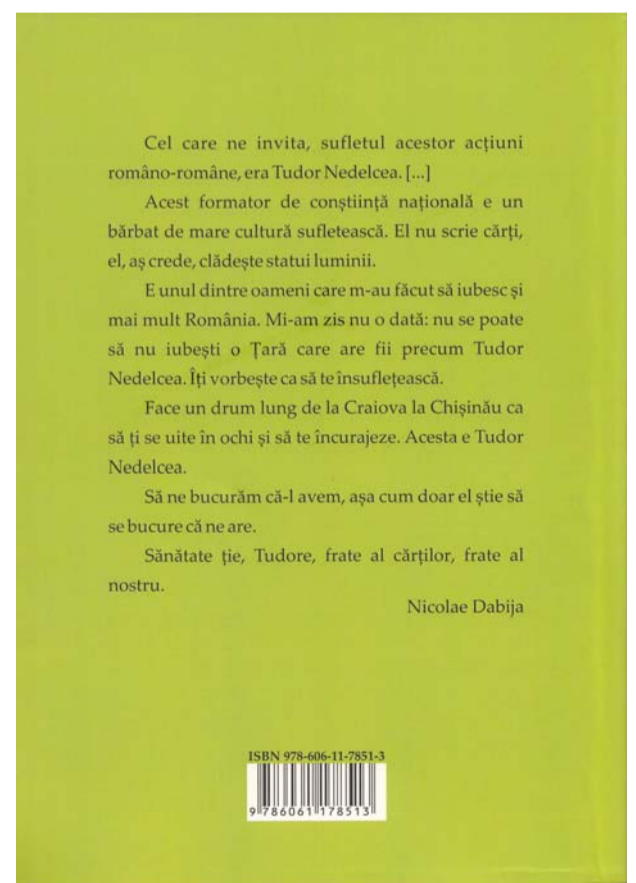 Cel care ne invita, sufletul acestor acțiuni
româno-române, era Tudor Nedelcea. [...]
Acest formator de conștiință națională e un
bărbat de mare cultură sufletească. El nu scrie cărți,
el, aș crede, clădește statui luminii.
E unul dintre oameni care m-au făcut să iubesc și
mai mult România. Mi-am zis nu o dată: nu se poate
să nu iubești o Țară care are fii precum Tudor
Nedelcea. Îți vorbește ca să te însuflețească.
Face un drum lung de la Craiova la Chișinău ca
să ți se uite în ochi și să te încurajeze. Acesta e Tudor
Nedelcea.
Să ne bucurăm că-l avem, așa cum doar el știe să
se bucure că ne are.
Sănătate ție, Tudore, frate al cărților, frate al
nostru.
Nicolae Dabija
ISBN 978-606-11-7851-3
9 786061 178513